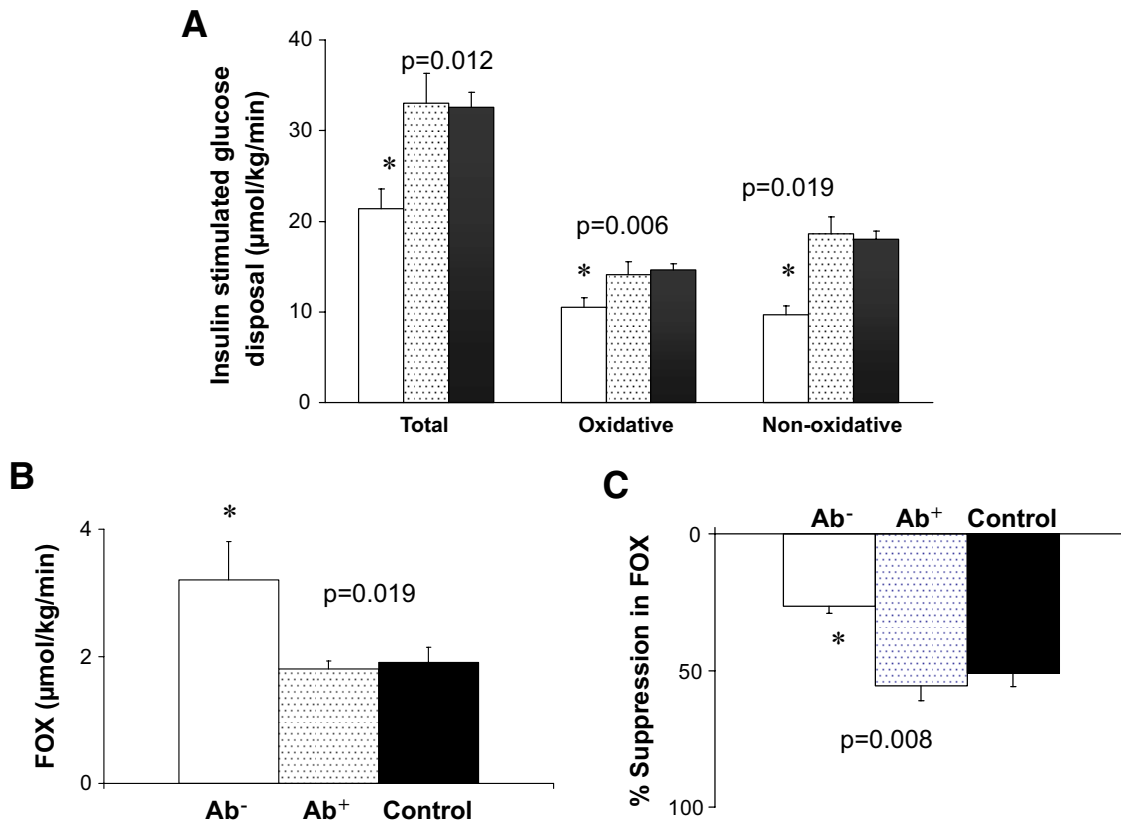 A
Insulin stimulated glucose
disposal (μmol/kg/min)
40
30
20
10
0
p=0.012
*
p=0.006
*
p=0.019
*
Total Oxidative Non-oxidative
B
FOX (μmol/kg/min)
4
2
0
*
p=0.019
Ab⁻ Ab⁺ Control
C
% Suppression in FOX
Ab⁻ Ab⁺ Control
0
50
100
*
p=0.008